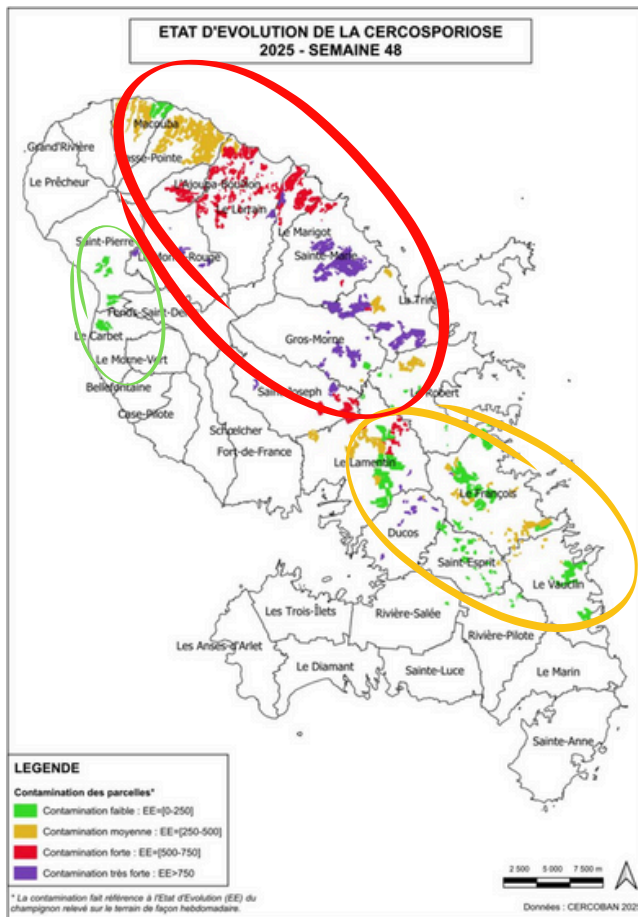 ETAT D'EVOLUTION DE LA CERCOSPORIOSE
2025 - SEMAINE 48
Macouba
Grand'Rivière
Basse-Pointe
Le Prêcheur
L'Ajoupa-Bouillon
Le Lorrain
Le Marigot
Saint-Pierre
Sainte-Marie
Le Morne-Rouge
La Trin
Fonds-Saint-De
Le Carbet
Gros-Morne
Le Morne-Vert
Bellefontaine
Saint-Joseph
Le Robert
Case-Pilote
Schœlcher
Fort-de-France
Le Lamentin
Le François
Ducos
Saint-Esprit
Le Vauclin
Les Trois-Îlets
Rivière-Salée
Rivière-Pilote
Les Anses-d'Arlet
Le Diamant
Sainte-Luce
Le Marin
Sainte-Anne
LEGENDE
Contamination des parcelles*
Contamination faible : EE=[0-250]
Contamination moyenne : EE=[250-500]
Contamination forte : EE=[500-750]
Contamination très forte : EE>750
2 500 5 000 7 500 m
* La contamination fait référence à l'Etat d'Evolution (EE) du
champignon relevé sur le terrain de façon hebdomadaire.
Données : CERCOBAN 2025